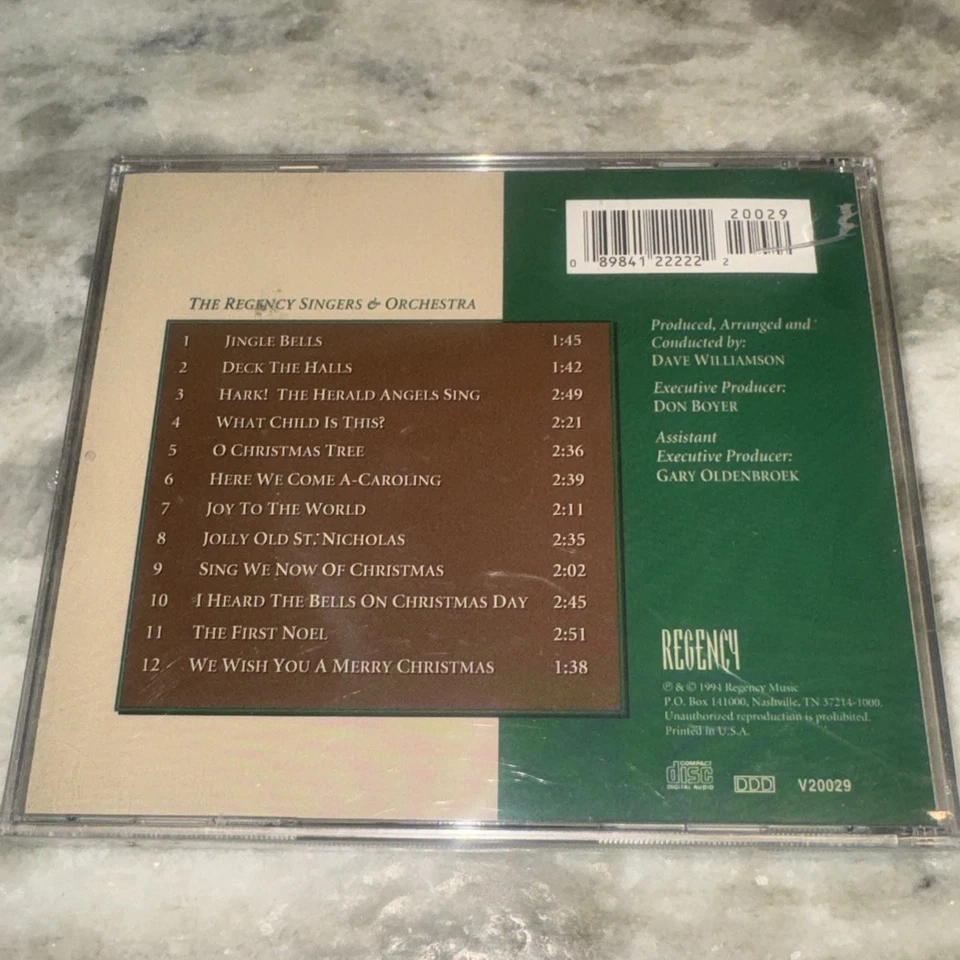 20029
0 89841 22222 2
THE REGENCY SINGERS & ORCHESTRA
1 JINGLE BELLS 1:45
2 DECK THE HALLS 1:42
3 HARK! THE HERALD ANGELS SING 2:49
4 WHAT CHILD IS THIS? 2:21
5 O CHRISTMAS TREE 2:36
6 HERE WE COME A-CAROLING 2:39
7 JOY TO THE WORLD 2:11
8 JOLLY OLD ST. NICHOLAS 2:35
9 SING WE NOW OF CHRISTMAS 2:02
10 I HEARD THE BELLS ON CHRISTMAS DAY 2:45
11 THE FIRST NOEL 2:51
12 WE WISH YOU A MERRY CHRISTMAS 1:38
Produced, Arranged and
Conducted by:
DAVE WILLIAMSON
Executive Producer:
DON BOYER
Assistant
Executive Producer:
GARY OLDENBROEK
REGENCY
℗ & © 1994 Regency Music
P.O. Box 141000, Nashville, TN 37214-1000.
Unauthorized reproduction is prohibited.
Printed in U.S.A.
COMPACT
disc
DIGITAL AUDIO
DDD
V20029